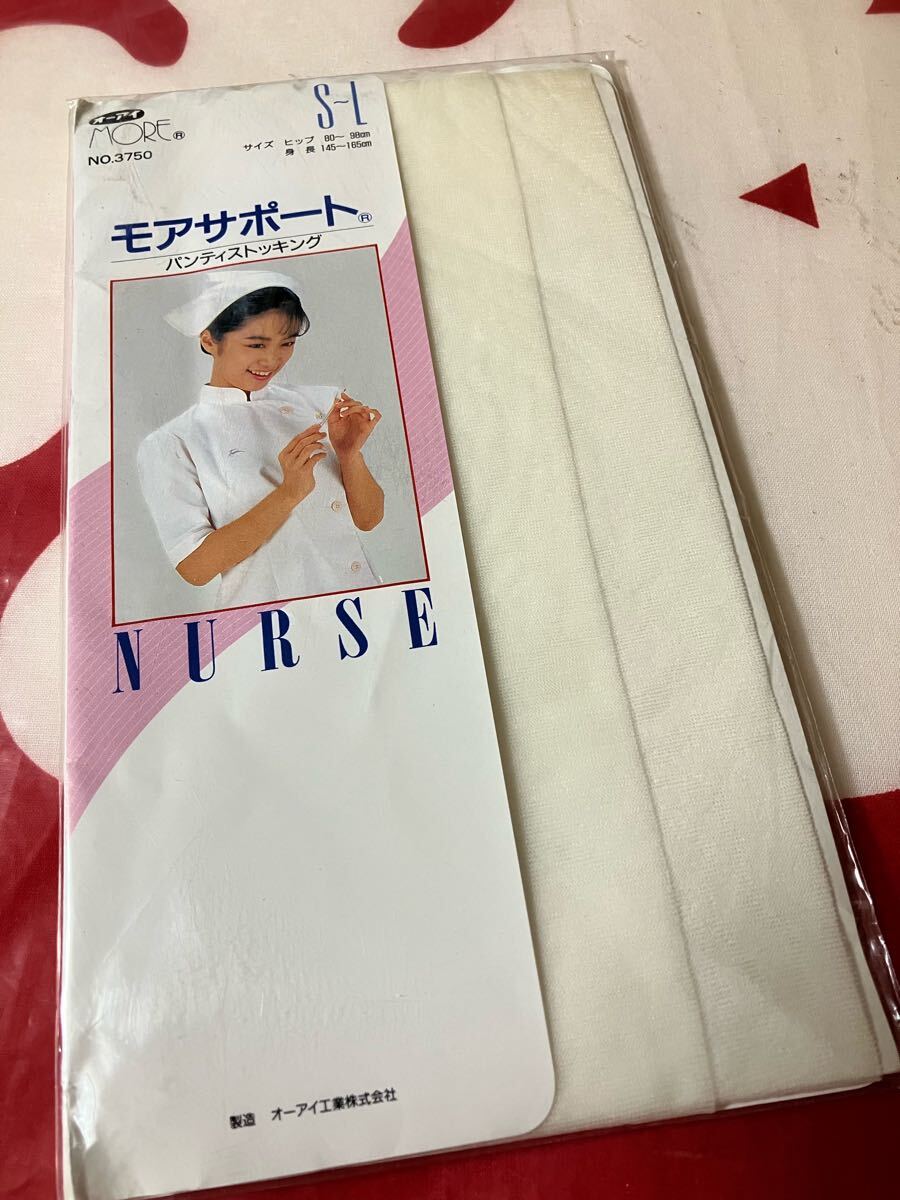 オーアイ
MORE®
NO.3750
S~L
サイズ ヒップ 80~ 98cm
身長 145~165cm
モアサポート®
パンティストッキング
NURSE
製造 オーアイ工業株式会社